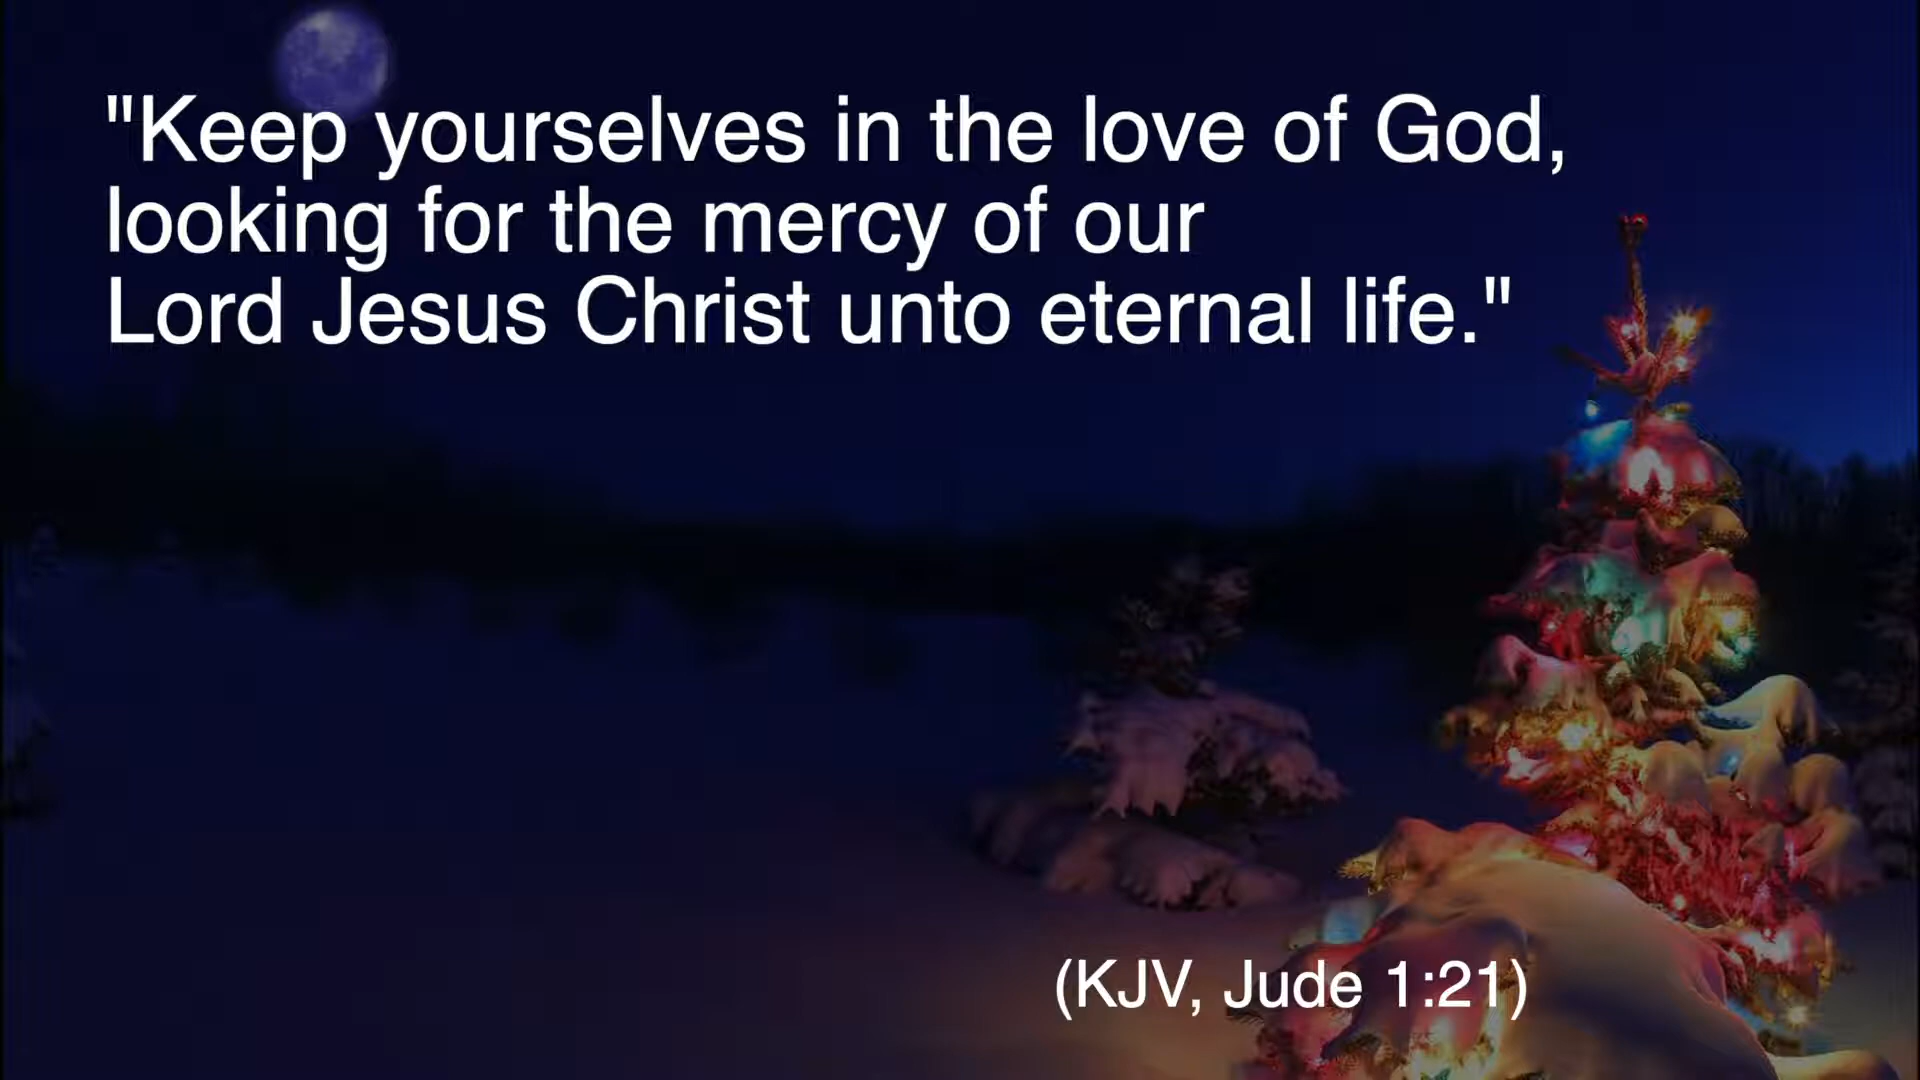 "Keep yourselves in the love of God,
looking for the mercy of our
Lord Jesus Christ unto eternal life."
(KJV, Jude 1:21)